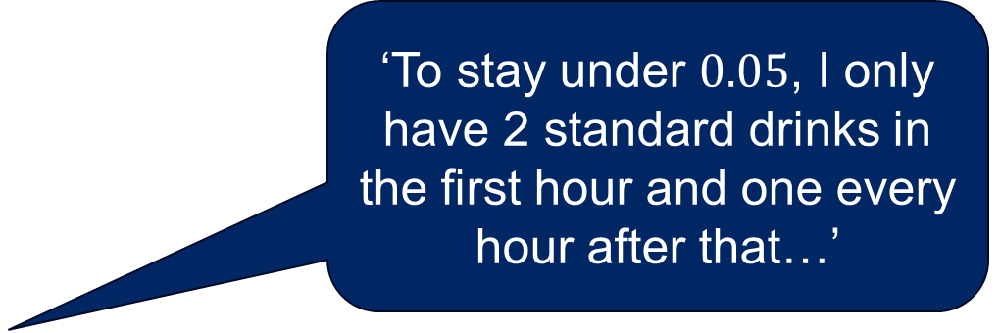 ‘To stay under 0.05, I only
have 2 standard drinks in
the first hour and one every
hour after that…’